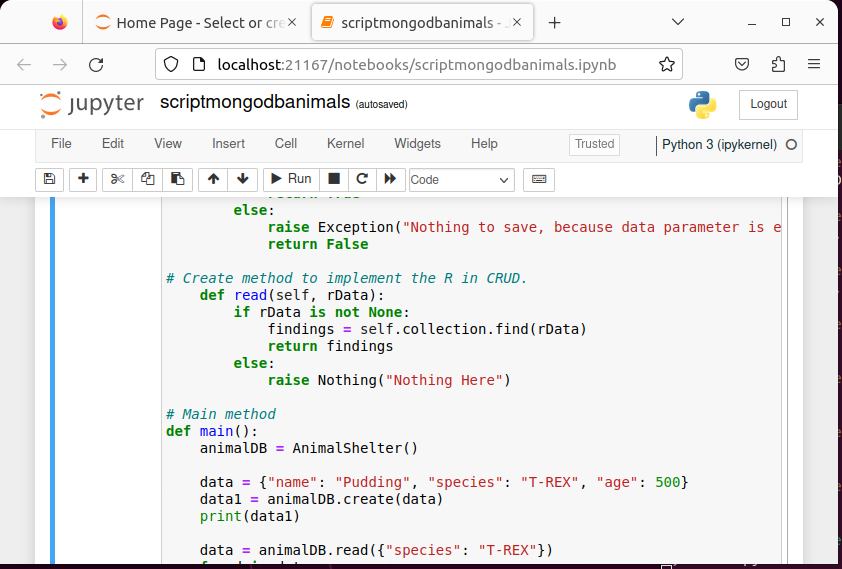 Home Page - Select or cre
scriptmongodbanimals -
localhost:21167/notebooks/scriptmongodbanimals.ipynb
jupyter scriptmongodbanimals (autosaved)
Logout
File Edit View Insert Cell Kernel Widgets Help Trusted Python 3 (ipykernel)
Run Code
else:
raise Exception("Nothing to save, because data parameter is e
return False
# Create method to implement the R in CRUD.
def read(self, rData):
if rData is not None:
findings = self.collection.find(rData)
return findings
else:
raise Nothing("Nothing Here")
# Main method
def main():
animalDB = AnimalShelter()
data = {"name": "Pudding", "species": "T-REX", "age": 500}
data1 = animalDB.create(data)
print(data1)
data = animalDB.read({"species": "T-REX"})